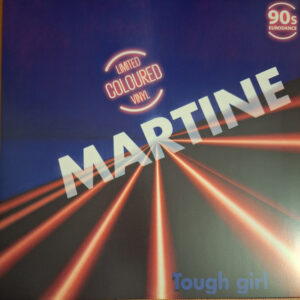 90s
EURODANCE
LIMITED
COLOURED
VINYL
MARTINE
Tough girl